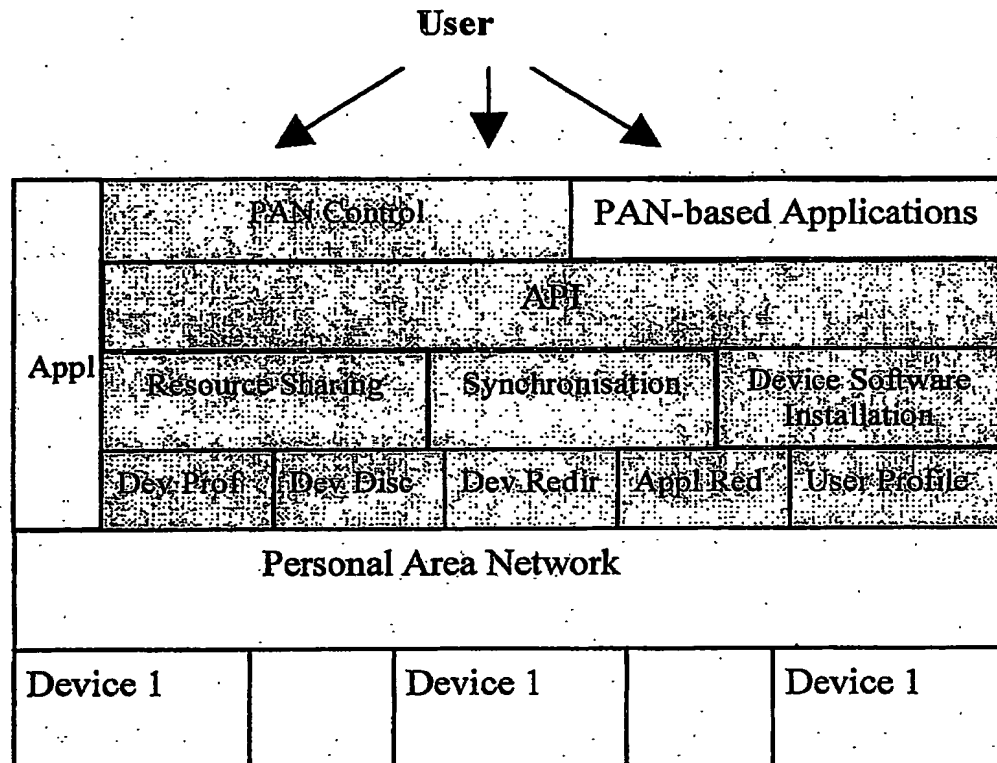 User
PAN Control
PAN-based Applications
API
Appl
Resource Sharing
Synchronisation
Device Software
Installation
Dev Prof
Dev Disc
Dev Redir
Appl Red
User Profile
Personal Area Network
Device 1
Device 1
Device 1